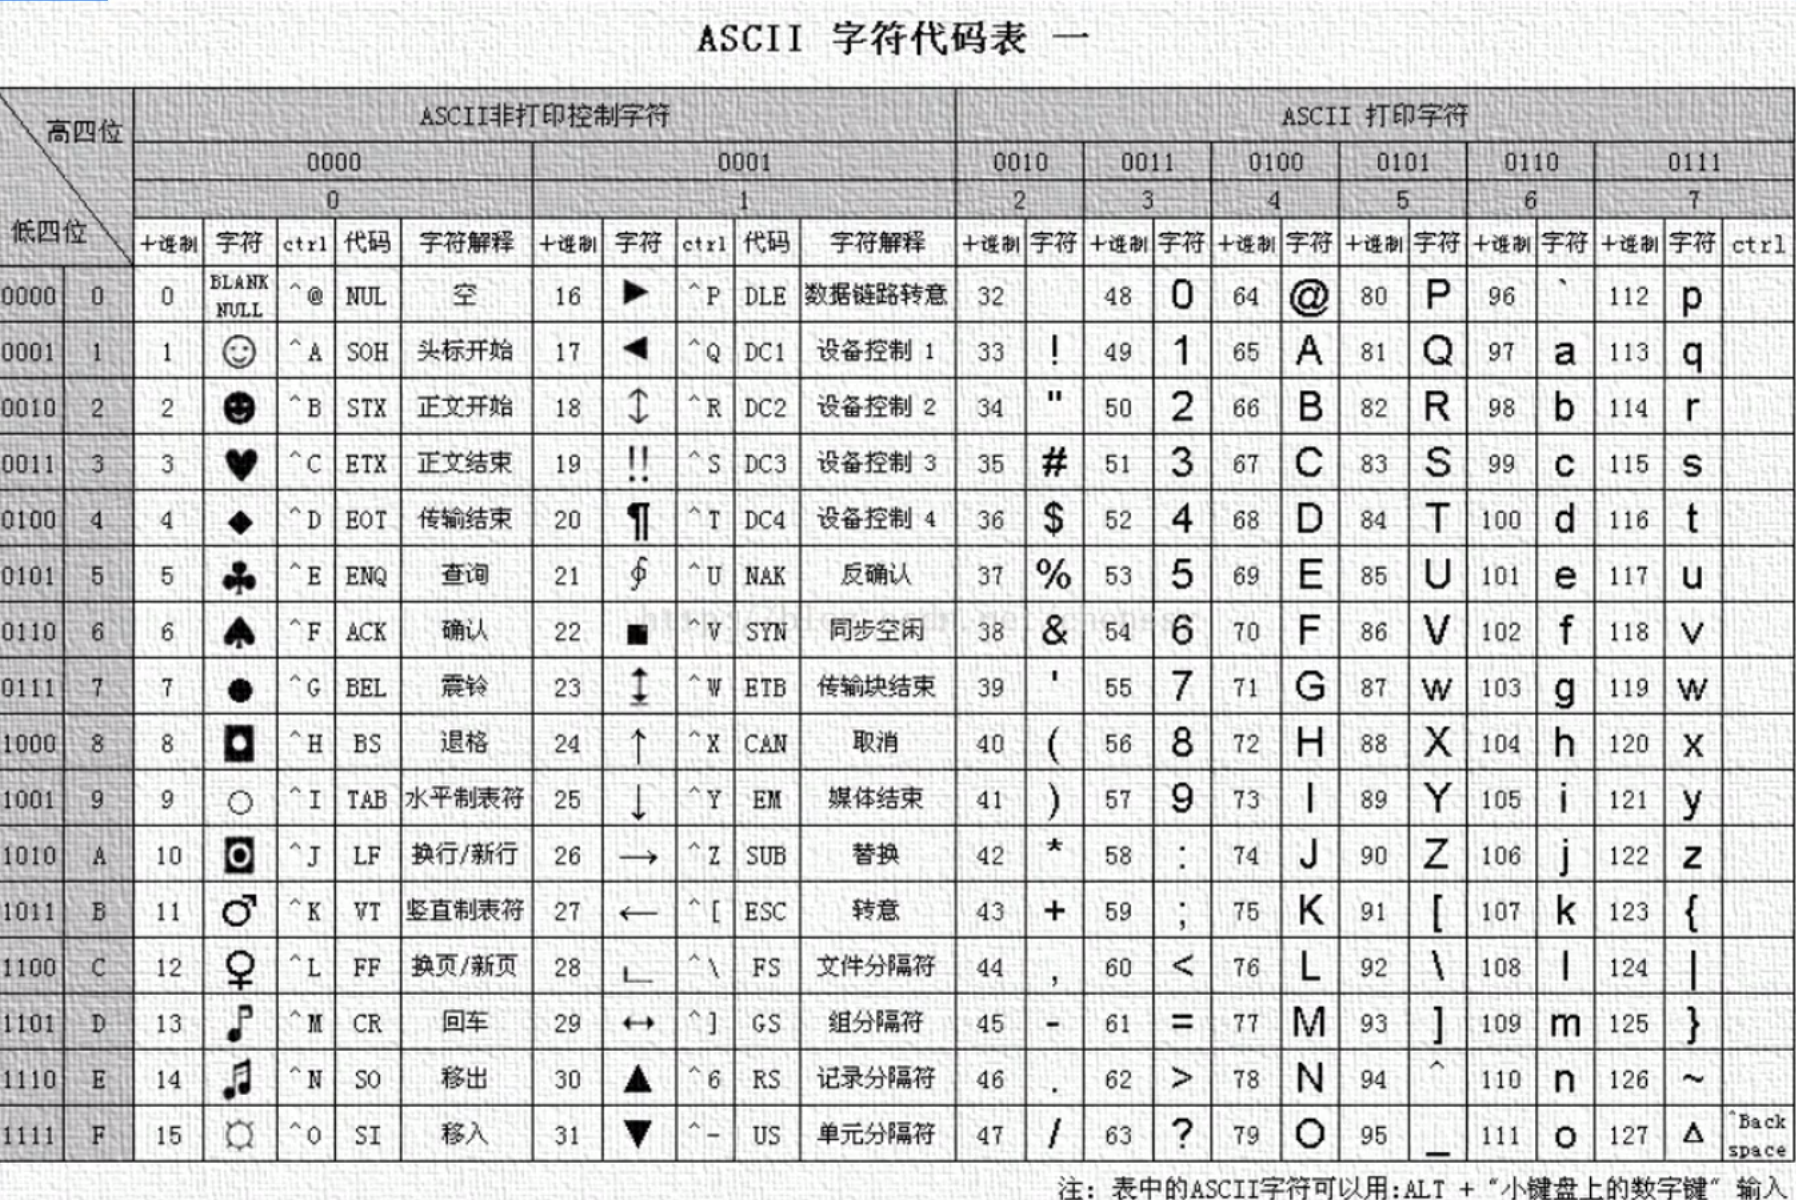 ASCII 字符代码表 一
高四位 ASCII非打印控制字符 ASCII 打印字符
0000 0001 0010 0011 0100 0101 0110 0111
0 1 2 3 4 5 6 7
低四位 十进制 字符 ctrl 代码 字符解释 十进制 字符 ctrl 代码 字符解释 十进制 字符 十进制 字符 十进制 字符 十进制 字符 十进制 字符 十进制 字符 ctrl
0000 0 0 BLANK NULL ^@ NUL 空 16 ► ^P DLE 数据链路转意 32 48 0 64 @ 80 P 96 ` 112 p
0001 1 1 ☺ ^A SOH 头标开始 17 ◄ ^Q DC1 设备控制 1 33 ! 49 1 65 A 81 Q 97 a 113 q
0010 2 2 ☻ ^B STX 正文开始 18 ↕ ^R DC2 设备控制 2 34 " 50 2 66 B 82 R 98 b 114 r
0011 3 3 ♥ ^C ETX 正文结束 19 !! ^S DC3 设备控制 3 35 # 51 3 67 C 83 S 99 c 115 s
0100 4 4 ◆ ^D EOT 传输结束 20 ¶ ^T DC4 设备控制 4 36 $ 52 4 68 D 84 T 100 d 116 t
0101 5 5 ♣ ^E ENQ 查询 21 ∮ ^U NAK 反确认 37 % 53 5 69 E 85 U 101 e 117 u
0110 6 6 ♠ ^F ACK 确认 22 ■ ^V SYN 同步空闲 38 & 54 6 70 F 86 V 102 f 118 v
0111 7 7 ● ^G BEL 震铃 23 ↨ ^W ETB 传输块结束 39 ' 55 7 71 G 87 w 103 g 119 w
1000 8 8 ◘ ^H BS 退格 24 ↑ ^X CAN 取消 40 ( 56 8 72 H 88 X 104 h 120 x
1001 9 9 ○ ^I TAB 水平制表符 25 ↓ ^Y EM 媒体结束 41 ) 57 9 73 I 89 Y 105 i 121 y
1010 A 10 ◙ ^J LF 换行/新行 26 → ^Z SUB 替换 42 * 58 : 74 J 90 Z 106 j 122 z
1011 B 11 ♂ ^K VT 竖直制表符 27 ← ^[ ESC 转意 43 + 59 ; 75 K 91 [ 107 k 123 {
1100 C 12 ♀ ^L FF 换页/新页 28 ∟ ^\ FS 文件分隔符 44 , 60 < 76 L 92 \ 108 l 124 |
1101 D 13 ♪ ^M CR 回车 29 ↔ ^] GS 组分隔符 45 - 61 = 77 M 93 ] 109 m 125 }
1110 E 14 ♫ ^N SO 移出 30 ▲ ^6 RS 记录分隔符 46 . 62 > 78 N 94 ^ 110 n 126 ~
1111 F 15 ☼ ^O SI 移入 31 ▼ ^- US 单元分隔符 47 / 63 ? 79 O 95 _ 111 o 127 Δ ^Back space
注: 表中的ASCII字符可以用:ALT + "小键盘上的数字键" 输入